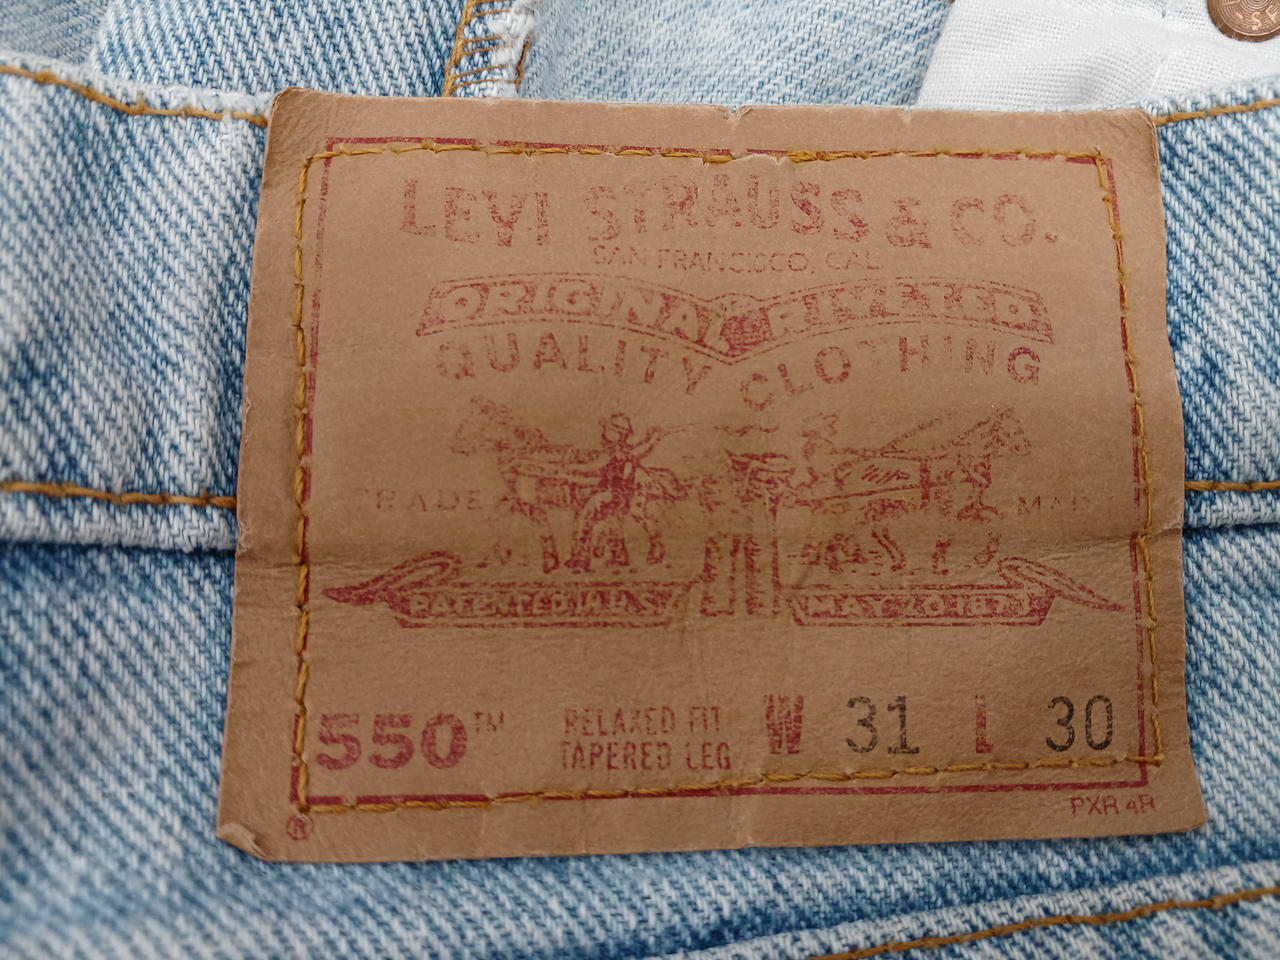 LEVI STRAUSS & CO.
SAN FRANCISCO, CAL.
ORIGINAL RIVETED
QUALITY CLOTHING
TRADE MARK
PATENTED IN U.S. MAY 20 1873
550™ RELAXED FIT W 31 L 30
TAPERED LEG
PXR 4R
®